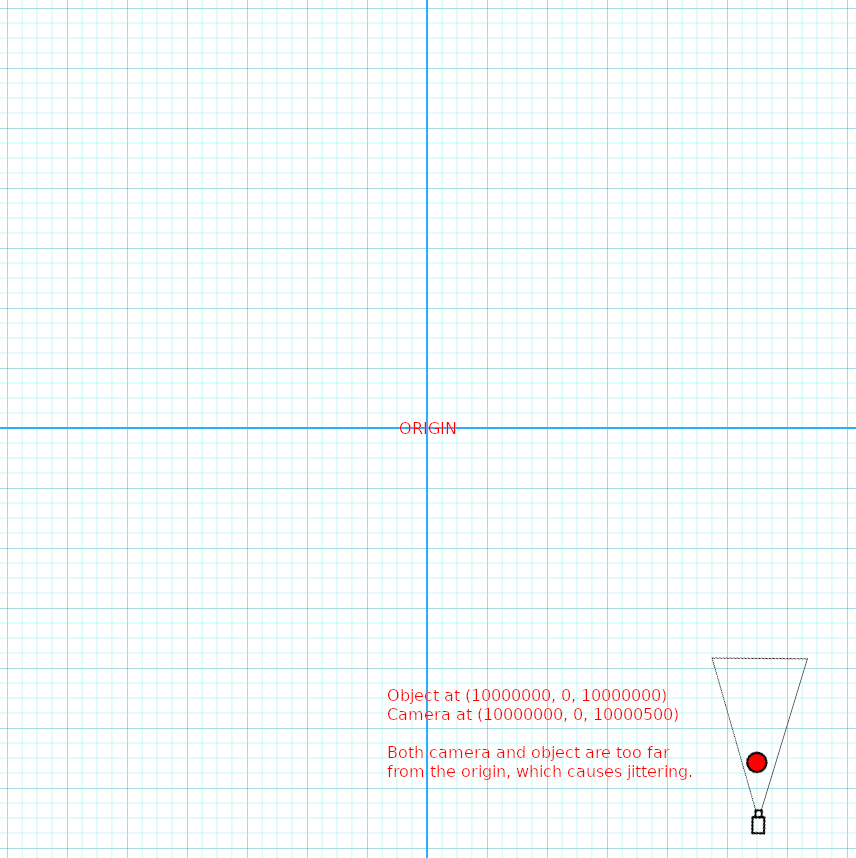 ORIGIN
Object at (10000000, 0, 10000000)
Camera at (10000000, 0, 10000500)
Both camera and object are too far
from the origin, which causes jittering.